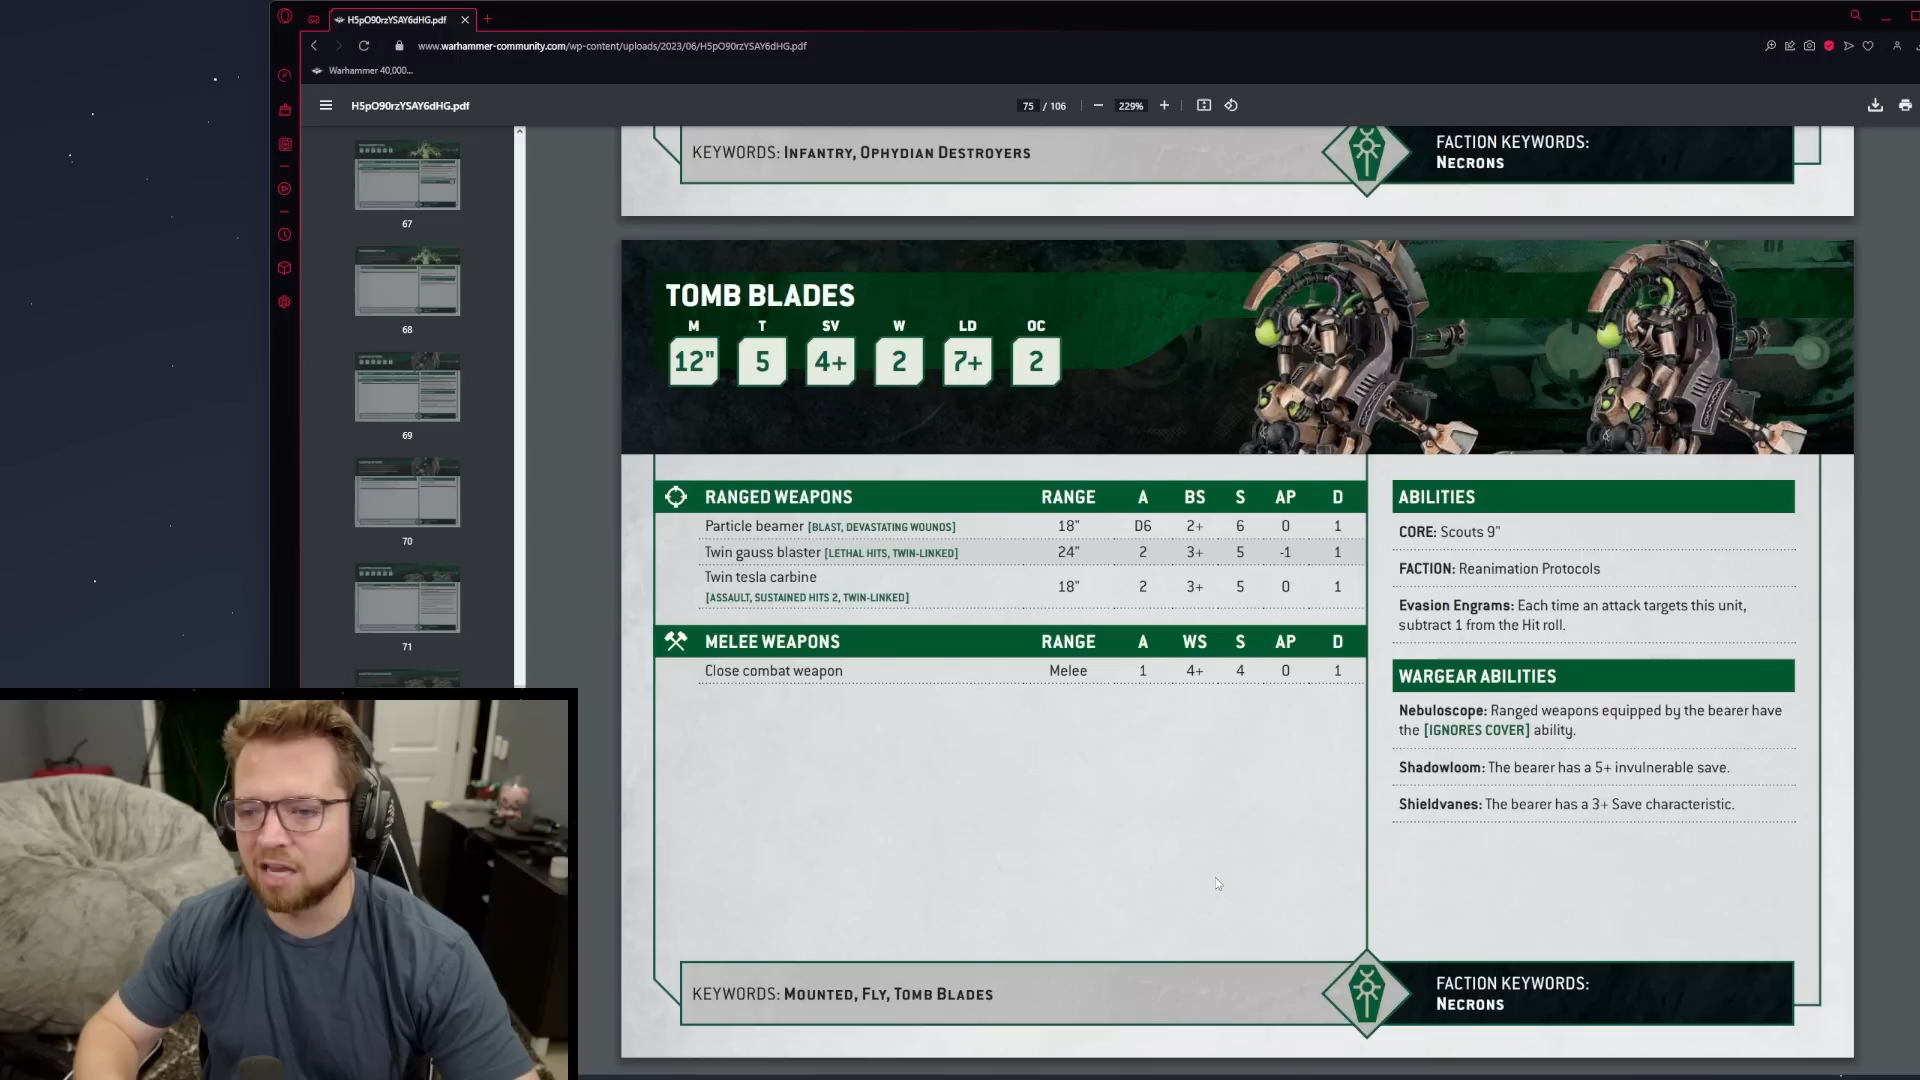 H5pO90rzYSAY6dHG.pdf
www.warhammer-community.com/wp-content/uploads/2023/06/H5pO90rzYSAY6dHG.pdf
Warhammer 40,000...
H5pO90rzYSAY6dHG.pdf
75 / 106
229%
67
68
69
70
71
KEYWORDS: INFANTRY, OPHYDIAN DESTROYERS
FACTION KEYWORDS:
NECRONS
TOMB BLADES
M T SV W LD OC
12" 5 4+ 2 7+ 2
RANGED WEAPONS RANGE A BS S AP D
Particle beamer [BLAST, DEVASTATING WOUNDS] 18" D6 2+ 6 0 1
Twin gauss blaster [LETHAL HITS, TWIN-LINKED] 24" 2 3+ 5 -1 1
Twin tesla carbine
[ASSAULT, SUSTAINED HITS 2, TWIN-LINKED] 18" 2 3+ 5 0 1
MELEE WEAPONS RANGE A WS S AP D
Close combat weapon Melee 1 4+ 4 0 1
ABILITIES
CORE: Scouts 9"
FACTION: Reanimation Protocols
Evasion Engrams: Each time an attack targets this unit,
subtract 1 from the Hit roll.
WARGEAR ABILITIES
Nebuloscope: Ranged weapons equipped by the bearer have
the [IGNORES COVER] ability.
Shadowloom: The bearer has a 5+ invulnerable save.
Shieldvanes: The bearer has a 3+ Save characteristic.
KEYWORDS: MOUNTED, FLY, TOMB BLADES
FACTION KEYWORDS:
NECRONS